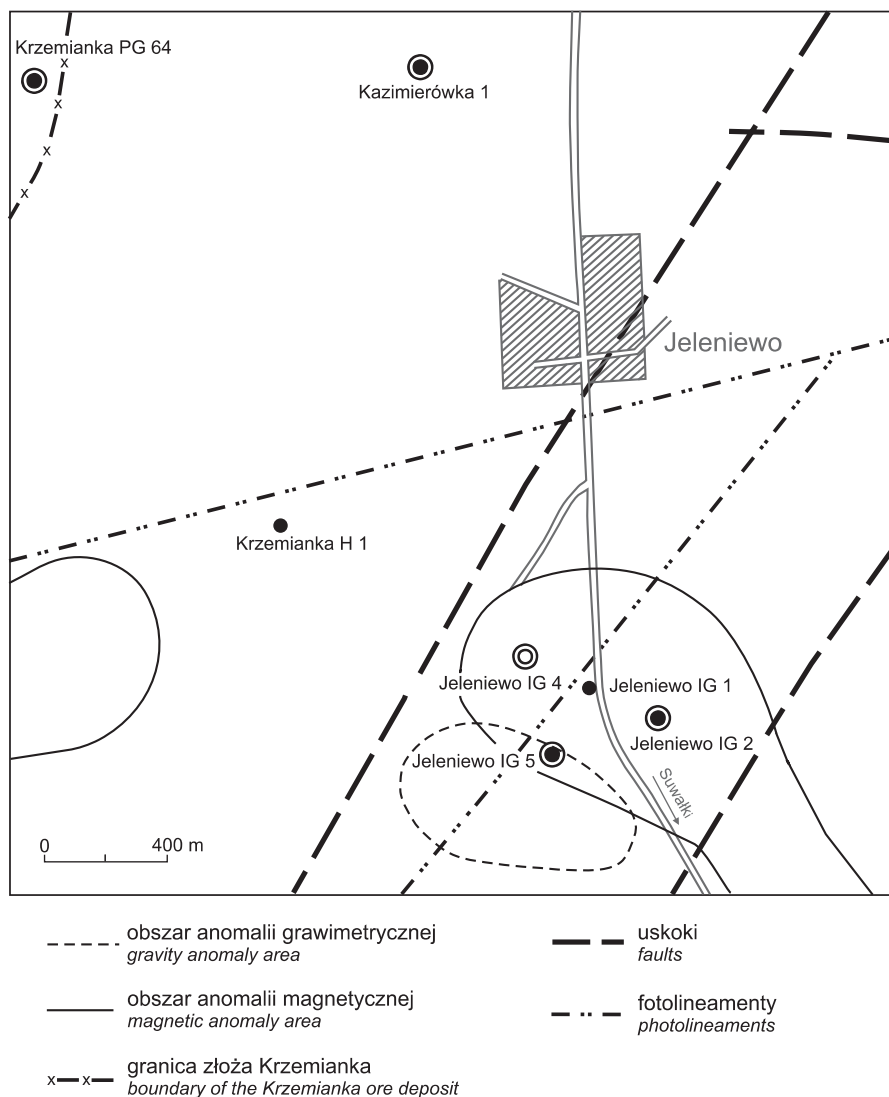 Krzemianka PG 64
x
x
x
x
Kazimierówka 1
Jeleniewo
Krzemianka H 1
Jeleniewo IG 4
Jeleniewo IG 1
Jeleniewo IG 2
Jeleniewo IG 5
Suwałki
0 400 m
obszar anomalii grawimetrycznej
gravity anomaly area
obszar anomalii magnetycznej
magnetic anomaly area
x x granica złoża Krzemianka
boundary of the Krzemianka ore deposit
uskoki
faults
fotolineamenty
photolineaments